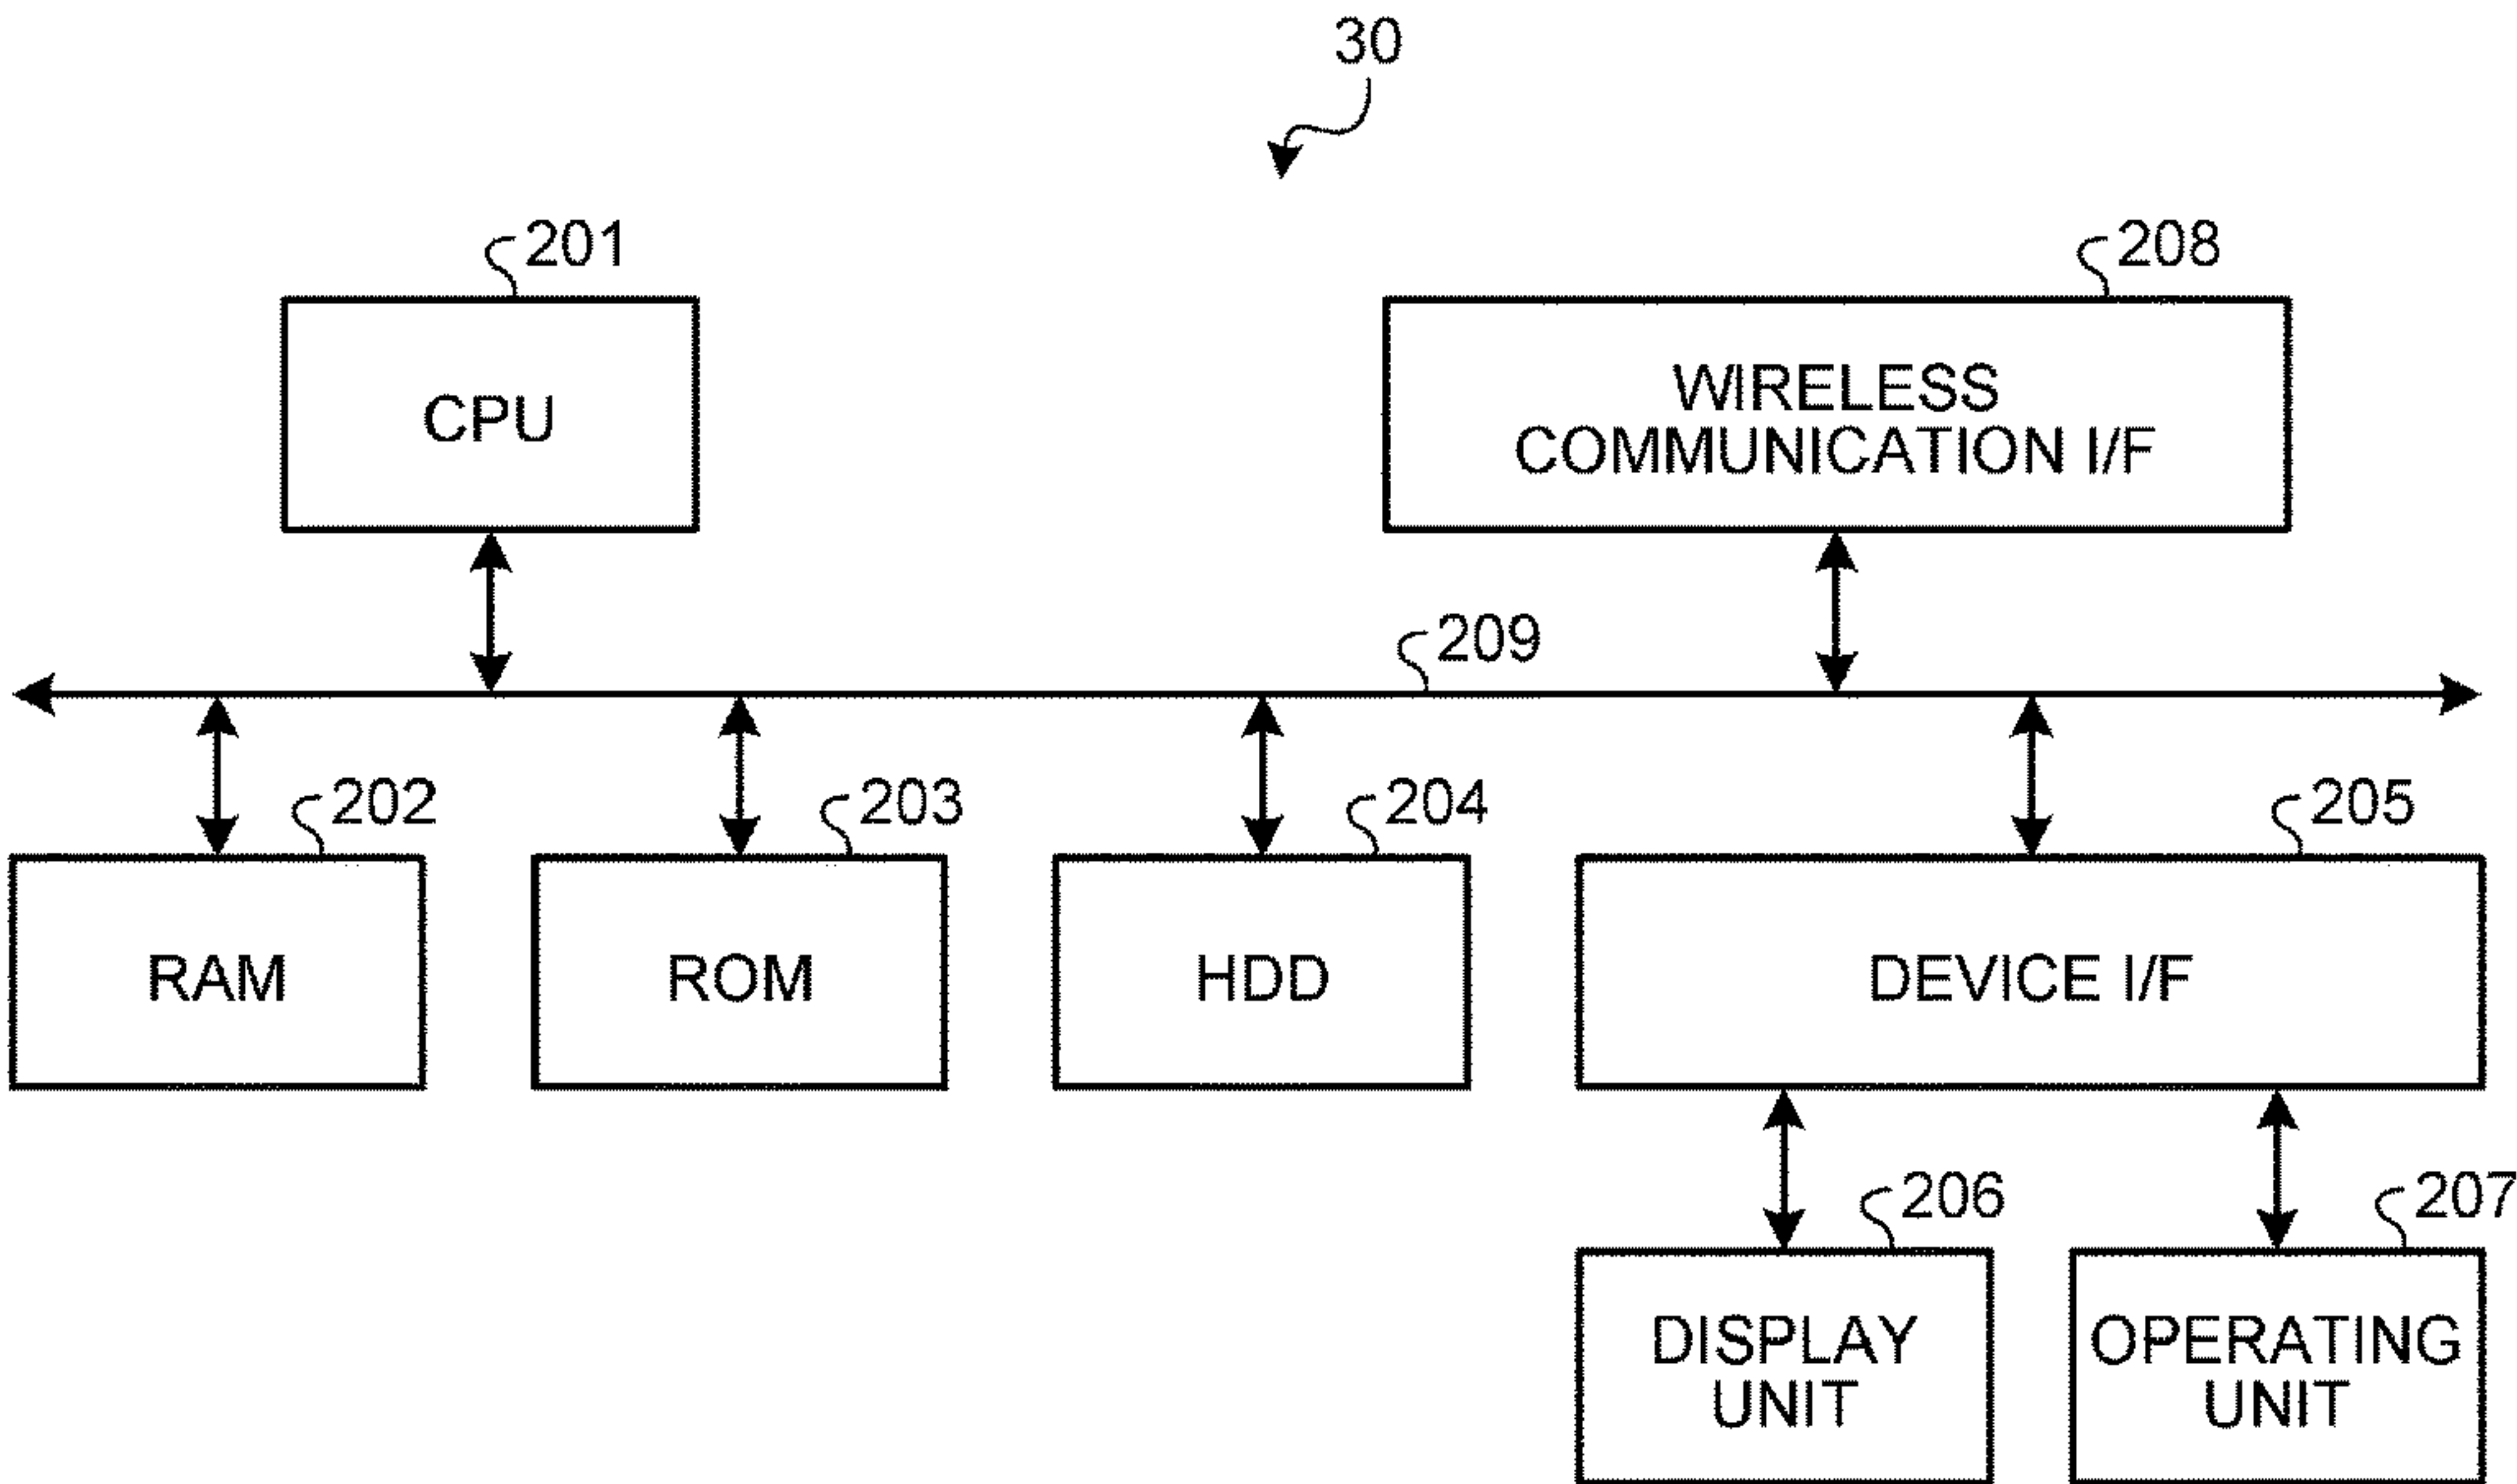 30
201
208
CPU
WIRELESS
COMMUNICATION I/F
209
202
203
204
205
RAM
ROM
HDD
DEVICE I/F
206
207
DISPLAY
UNIT
OPERATING
UNIT